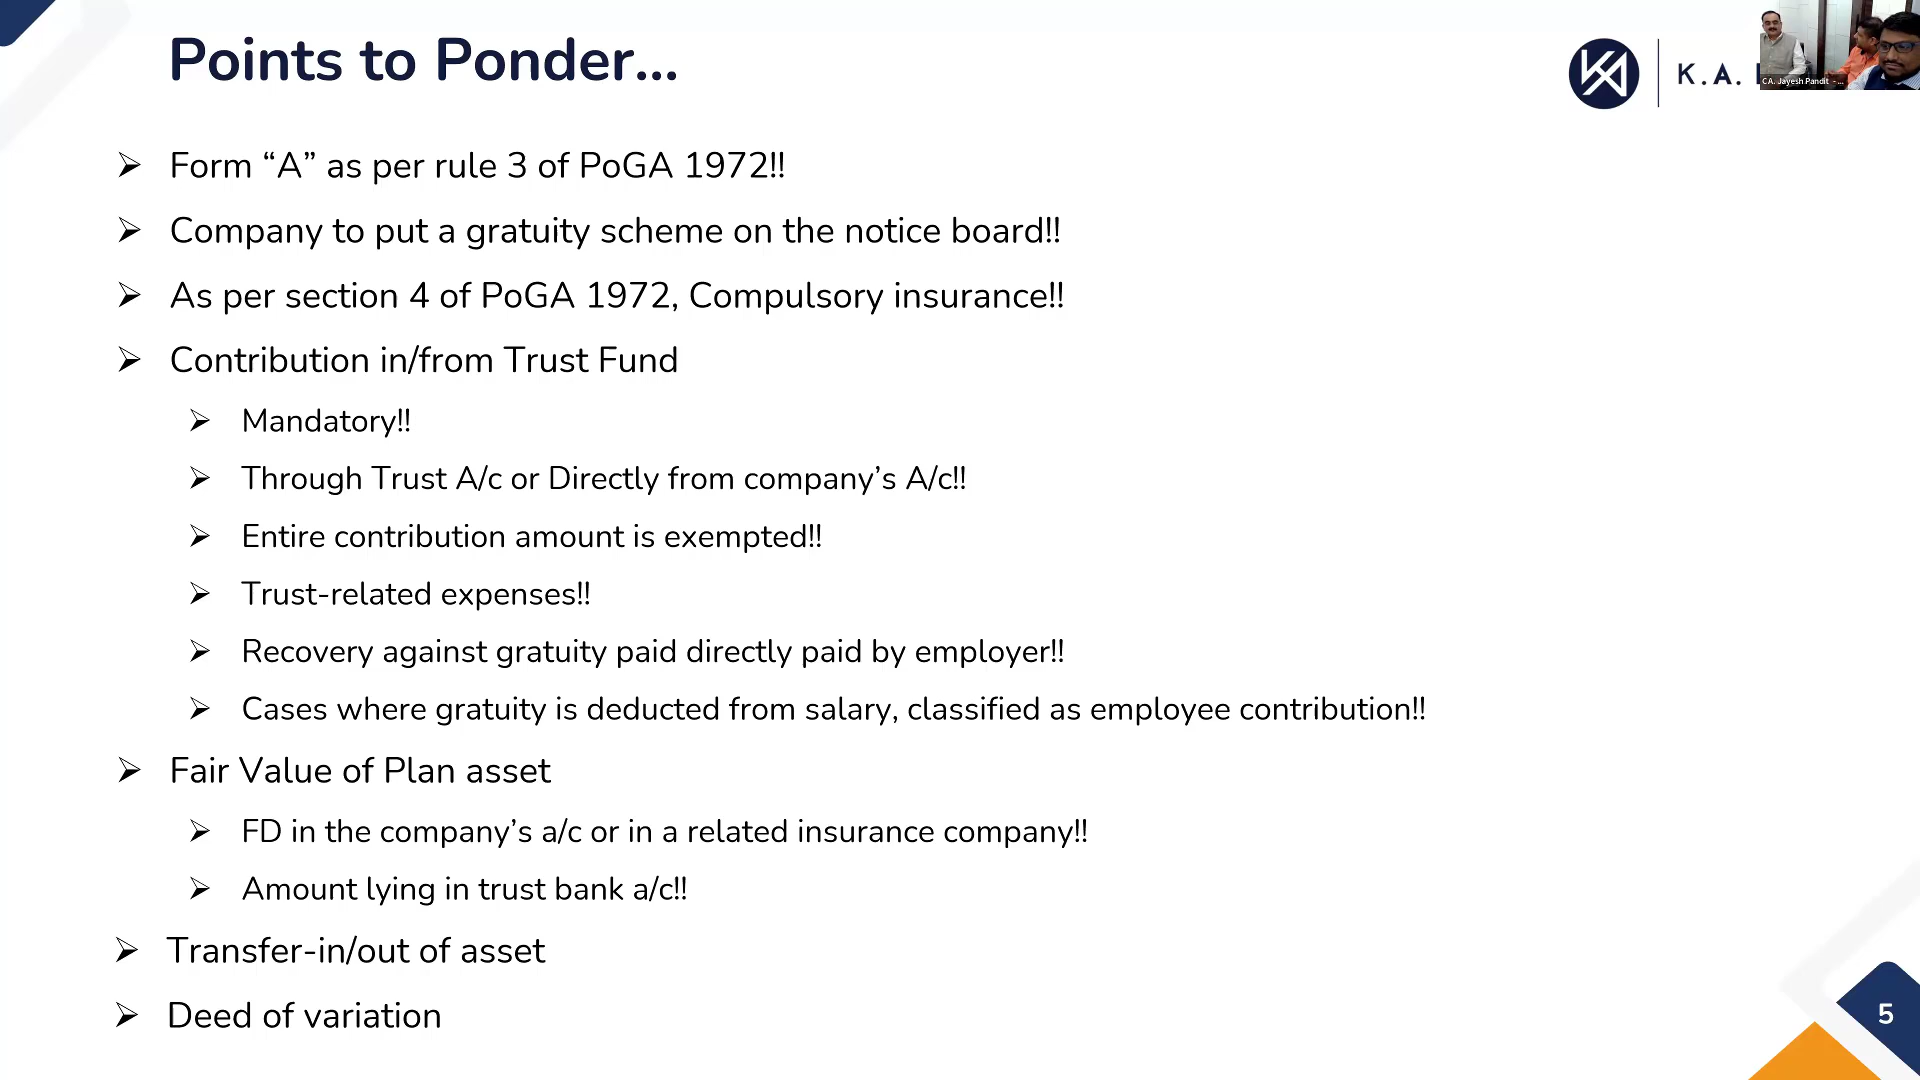 Points to Ponder...
K.A.
CA. Jayesh Pandit - ...
➢ Form “A” as per rule 3 of PoGA 1972!!
➢ Company to put a gratuity scheme on the notice board!!
➢ As per section 4 of PoGA 1972, Compulsory insurance!!
➢ Contribution in/from Trust Fund
➢ Mandatory!!
➢ Through Trust A/c or Directly from company’s A/c!!
➢ Entire contribution amount is exempted!!
➢ Trust-related expenses!!
➢ Recovery against gratuity paid directly paid by employer!!
➢ Cases where gratuity is deducted from salary, classified as employee contribution!!
➢ Fair Value of Plan asset
➢ FD in the company’s a/c or in a related insurance company!!
➢ Amount lying in trust bank a/c!!
➢ Transfer-in/out of asset
➢ Deed of variation
5